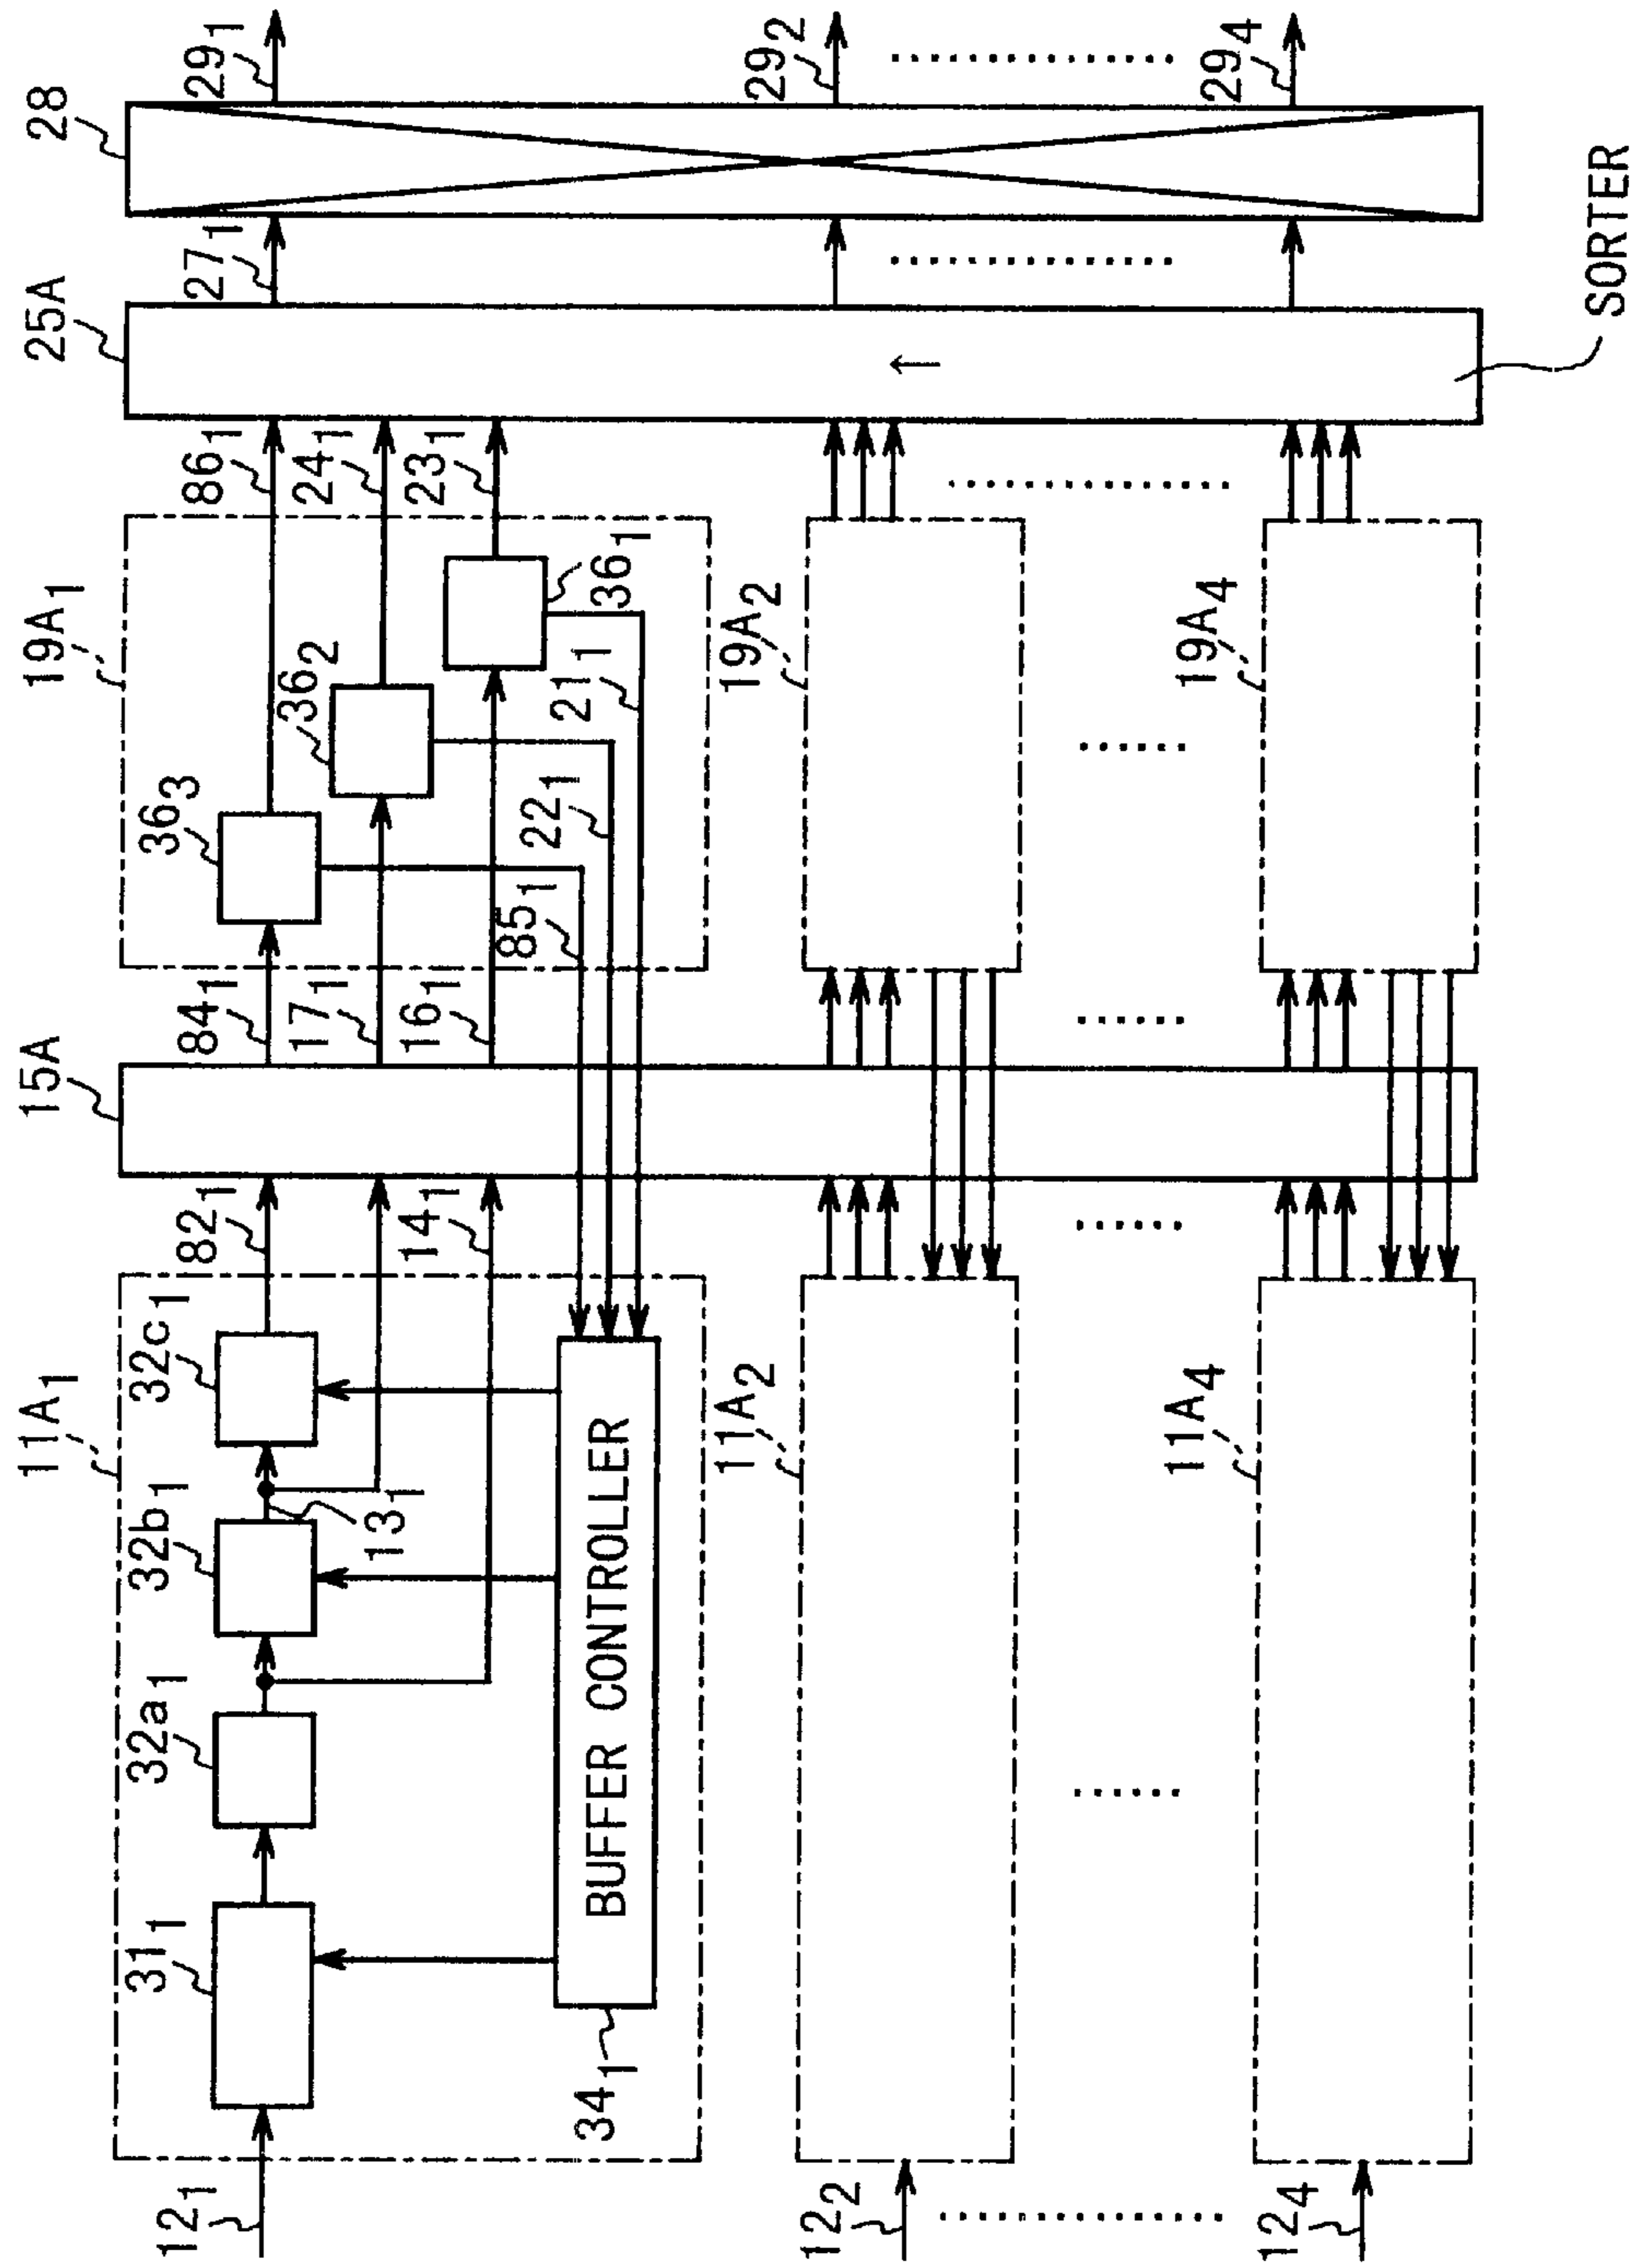 12₁
31₁
32a₁
32b₁
32c₁
13₁
11A₁
34₁
BUFFER CONTROLLER
82₁
14₁
15A
84₁
17₁
16₁
19A₁
36₃
36₂
36₁
85₁
22₁
21₁
86₁
24₁
23₁
25A
27₁
28
29₁
12₂
11A₂
19A₂
29₂
12₄
11A₄
19A₄
29₄
↑
SORTER